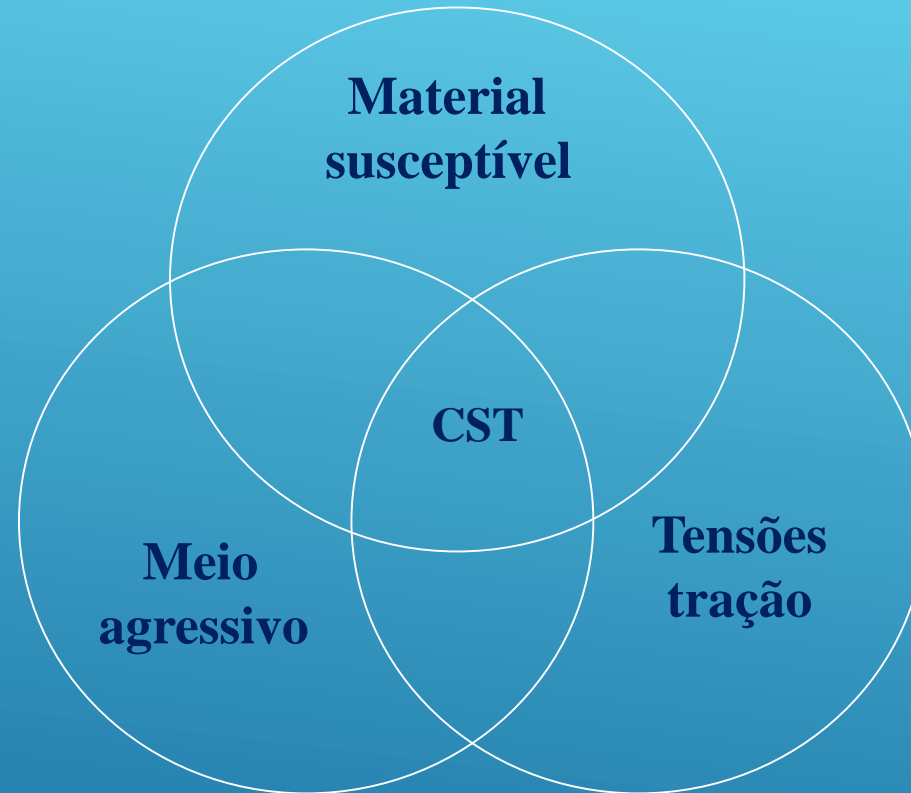 Material
susceptível
CST
Meio
agressivo
Tensões
tração